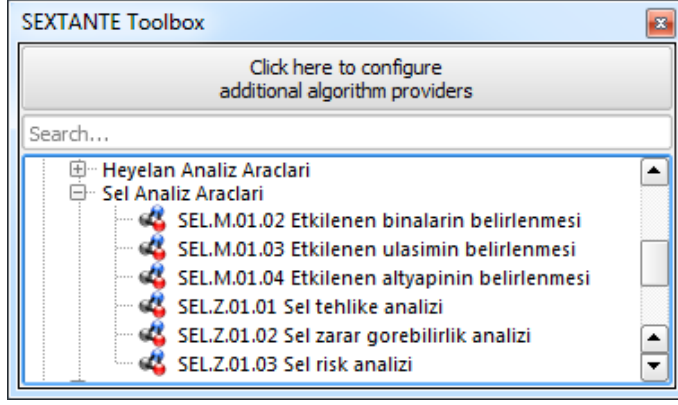 SEXTANTE Toolbox
Click here to configure
additional algorithm providers
Search...
Heyelan Analiz Araclari
Sel Analiz Araclari
SEL.M.01.02 Etkilenen binalarin belirlenmesi
SEL.M.01.03 Etkilenen ulasimin belirlenmesi
SEL.M.01.04 Etkilenen altyapinin belirlenmesi
SEL.Z.01.01 Sel tehlike analizi
SEL.Z.01.02 Sel zarar gorebilirlik analizi
SEL.Z.01.03 Sel risk analizi